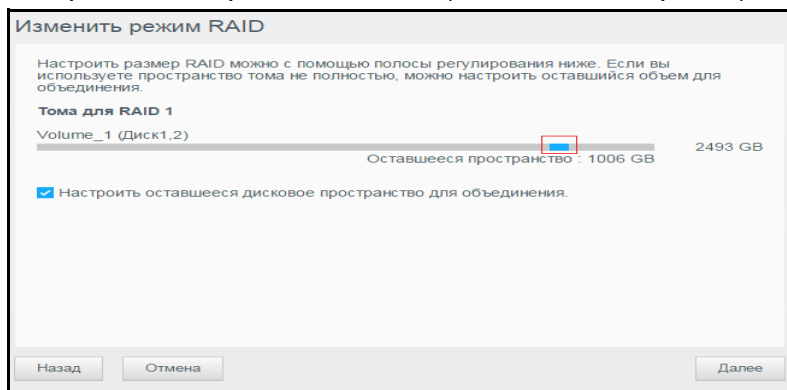 Изменить режим RAID
Настроить размер RAID можно с помощью полосы регулирования ниже. Если вы
используете пространство тома не полностью, можно настроить оставшийся объем для
объединения.
Тома для RAID 1
Volume_1 (Диск1,2)
2493 GB
Оставшееся пространство : 1006 GB
Настроить оставшееся дисковое пространство для объединения.
Назад
Отмена
Далее